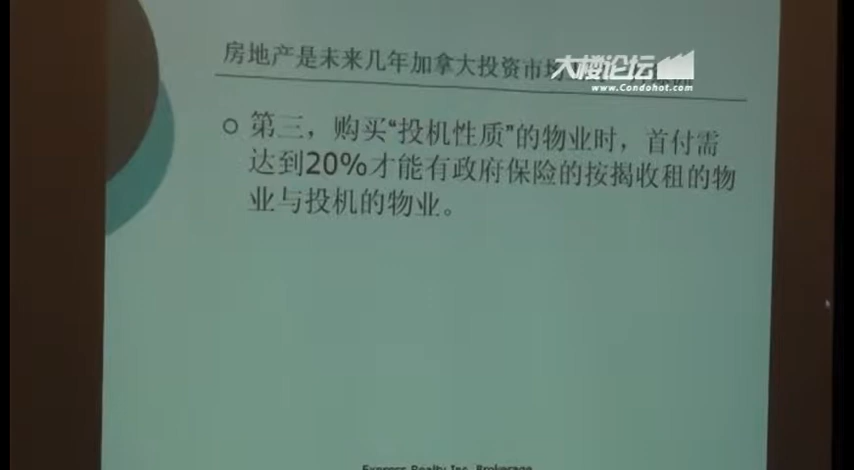 房地产是未来几年加拿大投资市场
大楼论坛
www.Condohot.com
○ 第三，购买“投机性质”的物业时，首付需
达到20%才能有政府保险的按揭收租的物
业与投机的物业。
Express Realty Inc. Brokerage